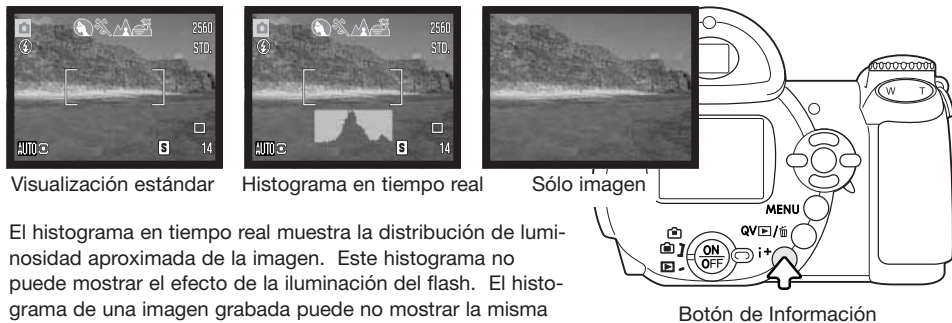 2560
STD.
AUTO
S
14
2560
STD.
AUTO
S
14
Visualización estándar
Histograma en tiempo real
Sólo imagen
W T
MENU
QV /
i+
ON
OFF
Botón de Información
El histograma en tiempo real muestra la distribución de lumi-
nosidad aproximada de la imagen. Este histograma no
puede mostrar el efecto de la iluminación del flash. El histo-
grama de una imagen grabada puede no mostrar la misma